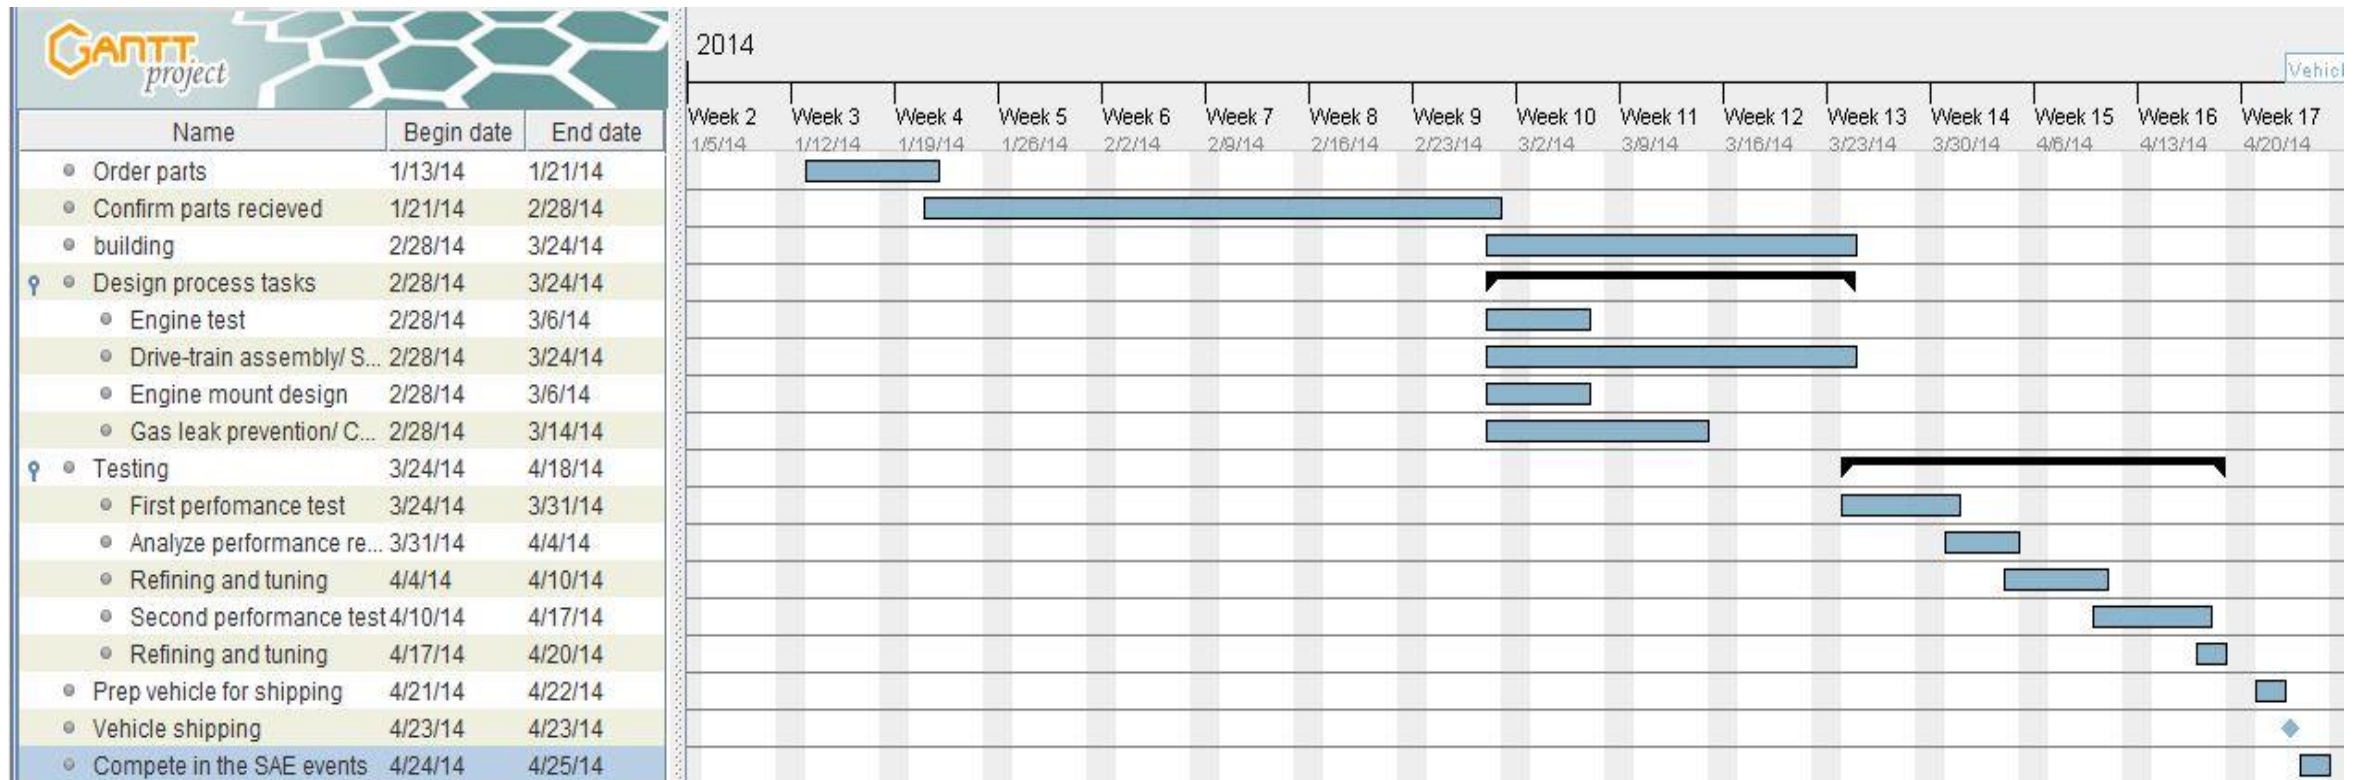 GANTT
project
2014
Vehicl
Week 2 Week 3 Week 4 Week 5 Week 6 Week 7 Week 8 Week 9 Week 10 Week 11 Week 12 Week 13 Week 14 Week 15 Week 16 Week 17
1/5/14 1/12/14 1/19/14 1/26/14 2/2/14 2/9/14 2/16/14 2/23/14 3/2/14 3/9/14 3/16/14 3/23/14 3/30/14 4/6/14 4/13/14 4/20/14
Name Begin date End date
Order parts 1/13/14 1/21/14
Confirm parts recieved 1/21/14 2/28/14
building 2/28/14 3/24/14
Design process tasks 2/28/14 3/24/14
Engine test 2/28/14 3/6/14
Drive-train assembly/ S... 2/28/14 3/24/14
Engine mount design 2/28/14 3/6/14
Gas leak prevention/ C... 2/28/14 3/14/14
Testing 3/24/14 4/18/14
First perfomance test 3/24/14 3/31/14
Analyze performance re... 3/31/14 4/4/14
Refining and tuning 4/4/14 4/10/14
Second performance test 4/10/14 4/17/14
Refining and tuning 4/17/14 4/20/14
Prep vehicle for shipping 4/21/14 4/22/14
Vehicle shipping 4/23/14 4/23/14
Compete in the SAE events 4/24/14 4/25/14